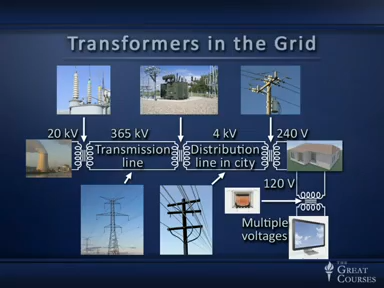 Transformers in the Grid
20 kV 365 kV 4 kV 240 V
Transmission line
Distribution line in city
120 V
Multiple voltages
THE GREAT COURSES